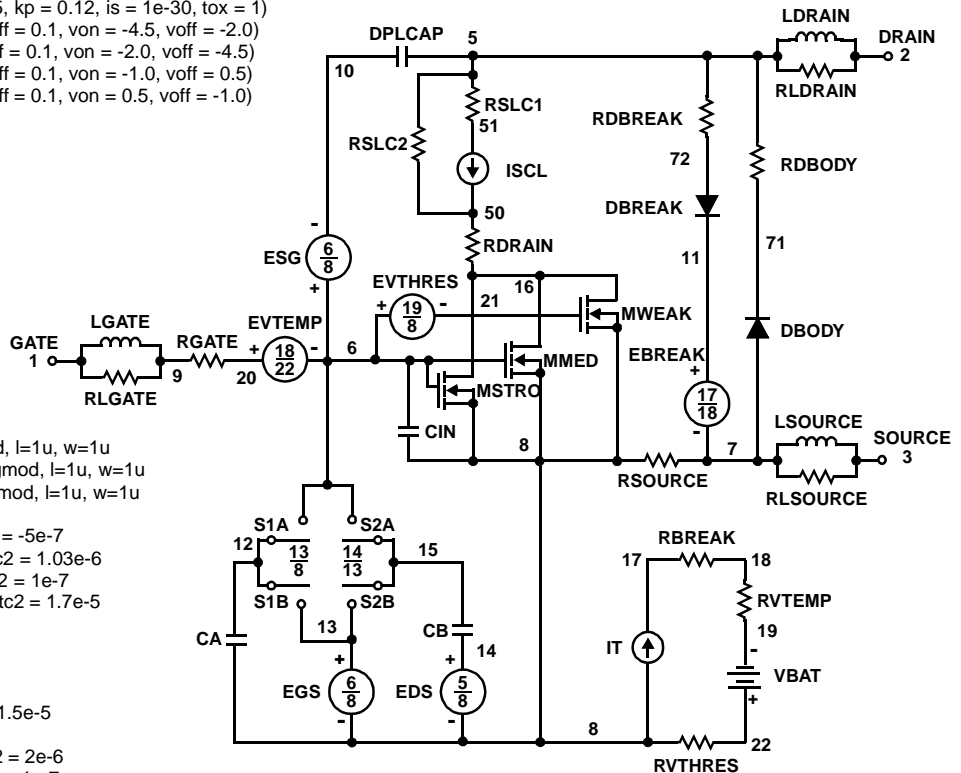 5, kp = 0.12, is = 1e-30, tox = 1)
ff = 0.1, von = -4.5, voff = -2.0)
f = 0.1, von = -2.0, voff = -4.5)
ff = 0.1, von = -1.0, voff = 0.5)
ff = 0.1, von = 0.5, voff = -1.0)
DPLCAP
5
10
LDRAIN
DRAIN
2
RLDRAIN
RSLC1
51
RSLC2
ISCL
50
RDRAIN
RDBREAK
72
RDBODY
DBREAK
11
71
DBODY
ESG
6
8
-
+
EVTHRES
+
19
8
-
21
16
MWEAK
LGATE
EVTEMP
GATE
1
RGATE
+
18
22
-
6
9
20
RLGATE
MMED
MSTRO
EBREAK
+
17
18
-
CIN
8
LSOURCE
7
SOURCE
3
RSOURCE
RLSOURCE
d, l=1u, w=1u
gmod, l=1u, w=1u
mod, l=1u, w=1u
= -5e-7
c2 = 1.03e-6
2 = 1e-7
tc2 = 1.7e-5
1.5e-5
2 = 2e-6
S1A
S2A
12
13
8
14
13
15
S1B
S2B
13
CA
CB
14
+
EGS
6
8
-
+
EDS
5
8
-
RBREAK
17
18
RVTEMP
19
IT
-
VBAT
+
8
22
RVTHRES